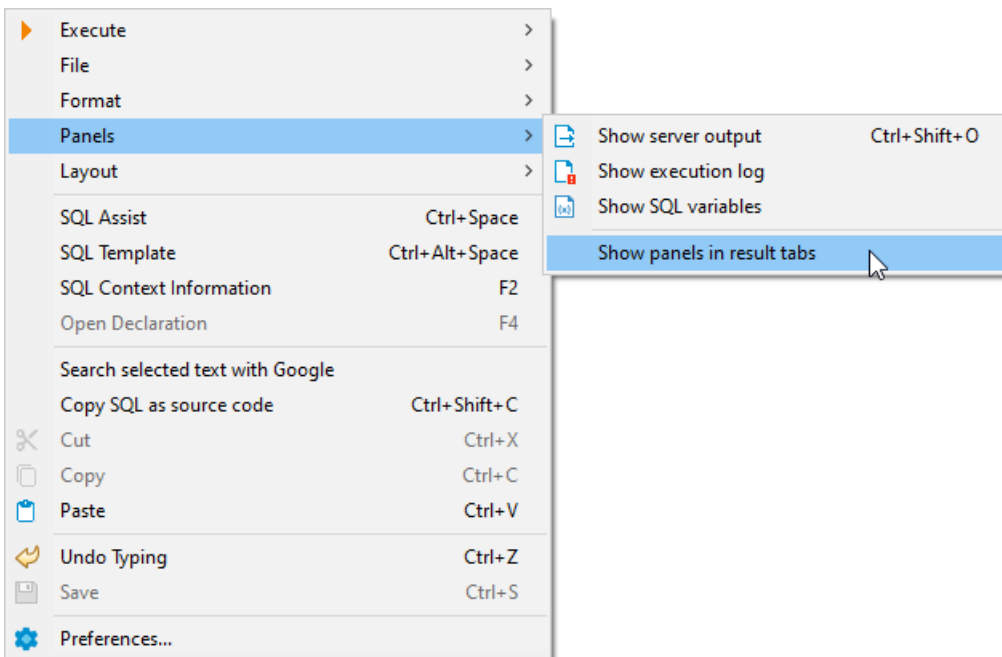 Execute
File
Format
Panels
Layout
SQL Assist Ctrl+Space
SQL Template Ctrl+Alt+Space
SQL Context Information F2
Open Declaration F4
Search selected text with Google
Copy SQL as source code Ctrl+Shift+C
Cut Ctrl+X
Copy Ctrl+C
Paste Ctrl+V
Undo Typing Ctrl+Z
Save Ctrl+S
Preferences...
Show server output Ctrl+Shift+O
Show execution log
Show SQL variables
Show panels in result tabs